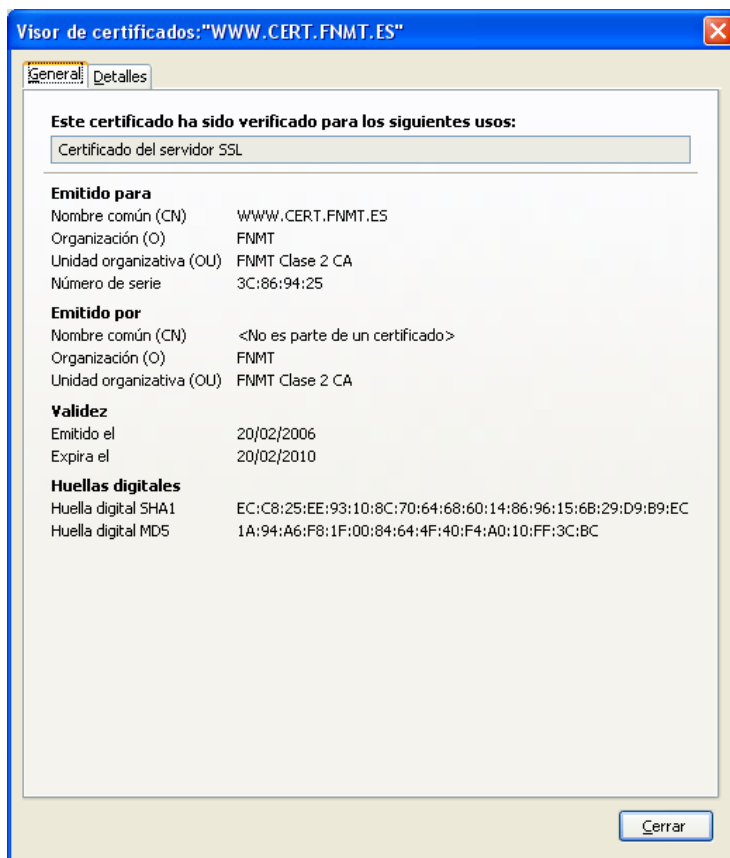 Visor de certificados:"WWW.CERT.FNMT.ES"
General Detalles
Este certificado ha sido verificado para los siguientes usos:
Certificado del servidor SSL
Emitido para
Nombre común (CN) WWW.CERT.FNMT.ES
Organización (O) FNMT
Unidad organizativa (OU) FNMT Clase 2 CA
Número de serie 3C:86:94:25
Emitido por
Nombre común (CN) <No es parte de un certificado>
Organización (O) FNMT
Unidad organizativa (OU) FNMT Clase 2 CA
Validez
Emitido el 20/02/2006
Expira el 20/02/2010
Huellas digitales
Huella digital SHA1 EC:C8:25:EE:93:10:8C:70:64:68:60:14:86:96:15:6B:29:D9:B9:EC
Huella digital MD5 1A:94:A6:F8:1F:00:84:64:4F:40:F4:A0:10:FF:3C:BC
Cerrar